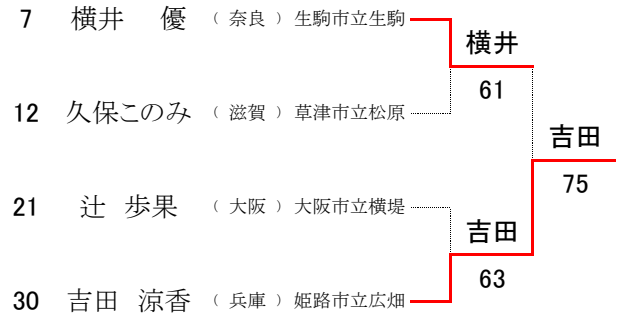 7 横井 優 （ 奈良 ） 生駒市立生駒
横井
61
12 久保このみ （ 滋賀 ） 草津市立松原
吉田
75
21 辻 歩果 （ 大阪 ） 大阪市立横堤
吉田
63
30 吉田 涼香 （ 兵庫 ） 姫路市立広畑